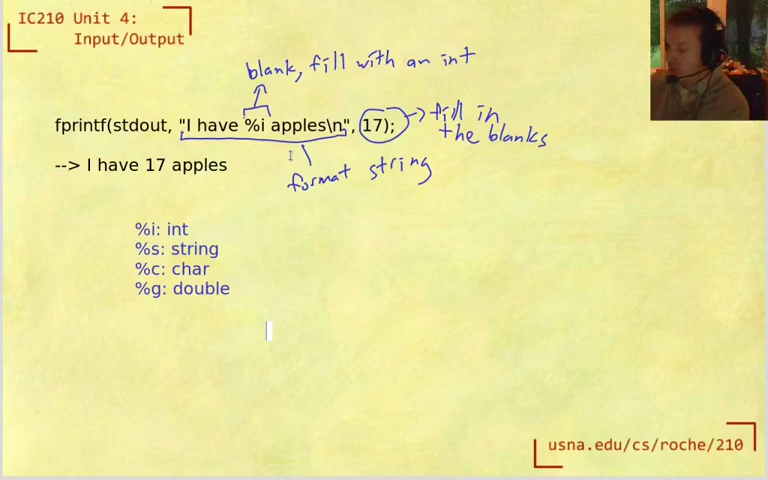 IC210 Unit 4:
Input/Output
blank, fill with an int
fprintf(stdout, "I have %i apples\n", 17);
fill in
the blanks
--> I have 17 apples
format string
%i: int
%s: string
%c: char
%g: double
usna.edu/cs/roche/210